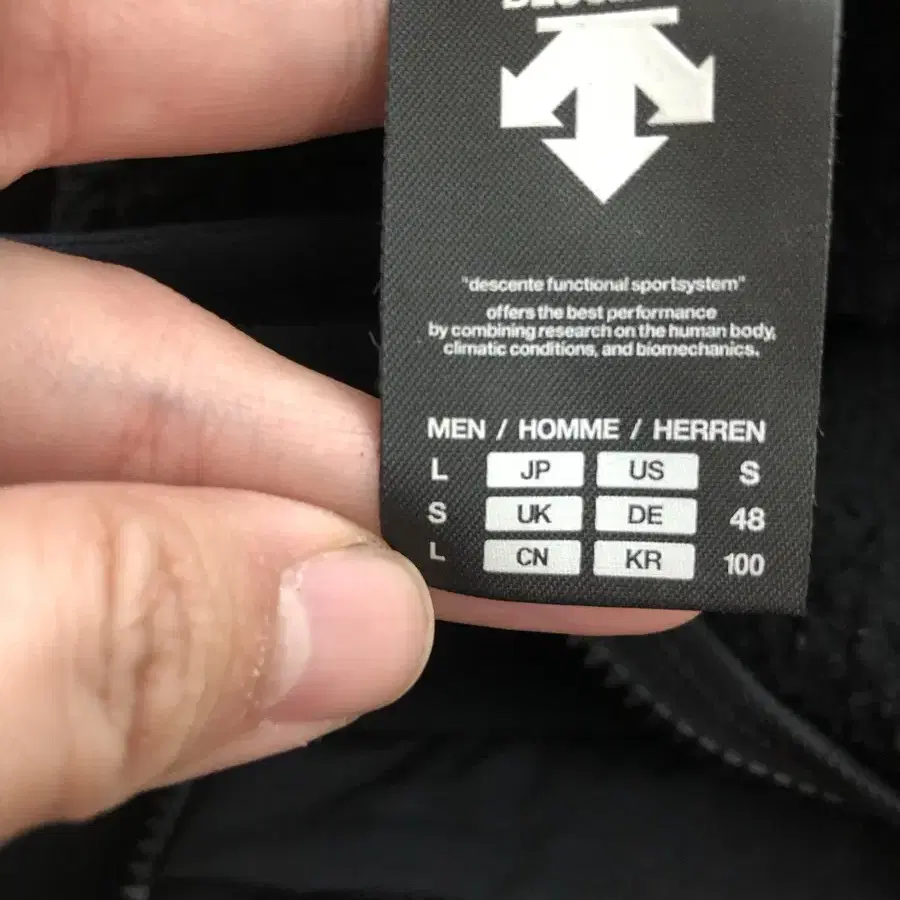 "descente functional sportsystem"
offers the best performance
by combining research on the human body,
climatic conditions, and biomechanics.
MEN / HOMME / HERREN
L JP US S
S UK DE 48
L CN KR 100